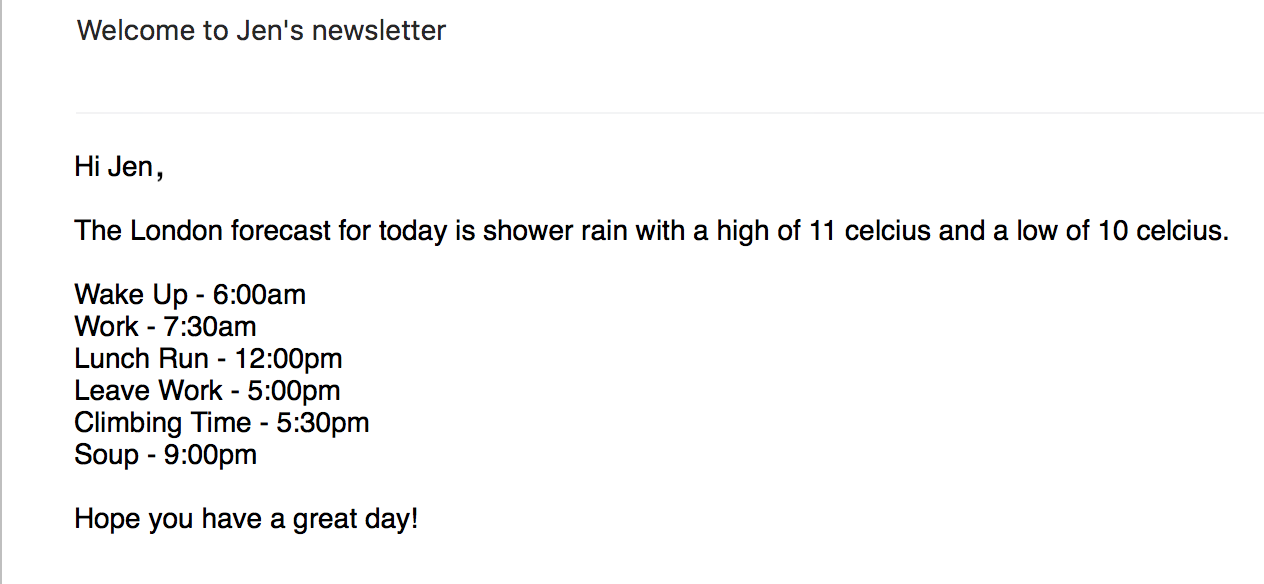 Welcome to Jen's newsletter
Hi Jen,
The London forecast for today is shower rain with a high of 11 celcius and a low of 10 celcius.
Wake Up - 6:00am
Work - 7:30am
Lunch Run - 12:00pm
Leave Work - 5:00pm
Climbing Time - 5:30pm
Soup - 9:00pm
Hope you have a great day!